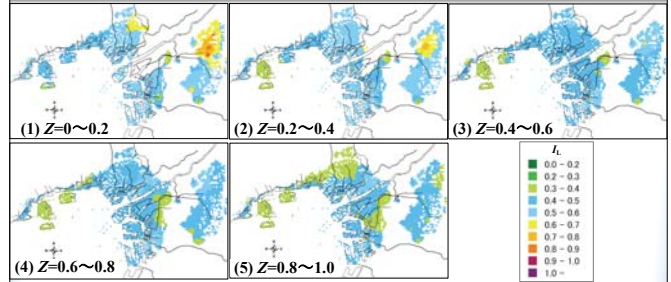 (1) Z=0～0.2
(2) Z=0.2～0.4
(3) Z=0.4～0.6
(4) Z=0.6～0.8
(5) Z=0.8～1.0
IL
0.0 - 0.2
0.2 - 0.3
0.3 - 0.4
0.4 - 0.5
0.5 - 0.6
0.6 - 0.7
0.7 - 0.8
0.8 - 0.9
0.9 - 1.0
1.0 -